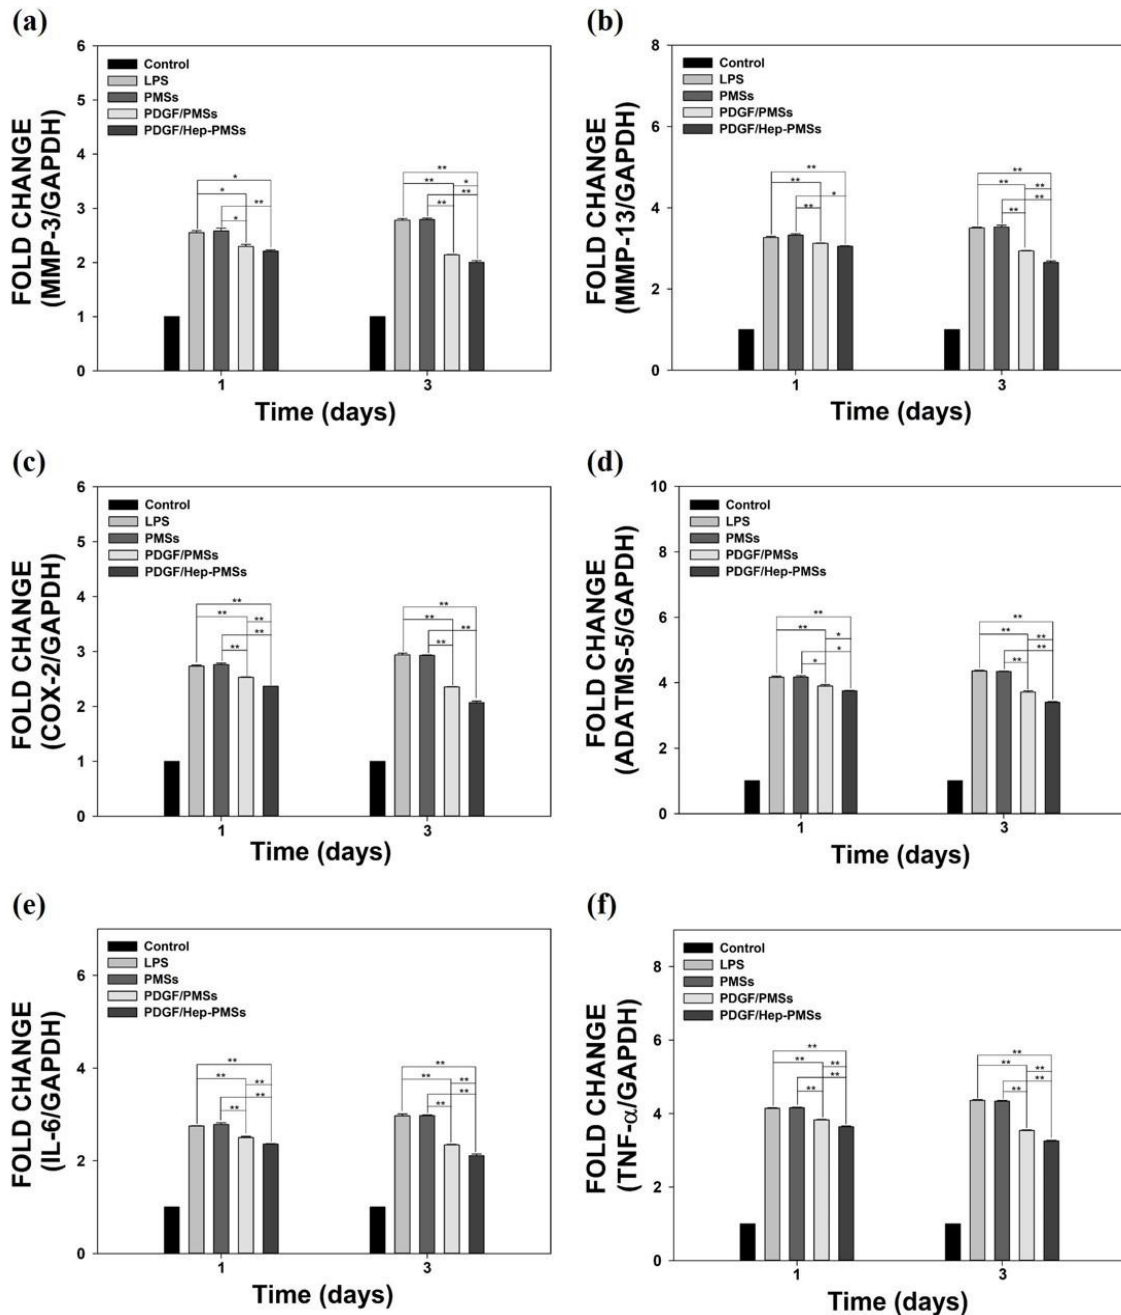 (a)
6
5
4
3
2
1
0
FOLD CHANGE
(MMP-3/GAPDH)
Control
LPS
PMSs
PDGF/PMSs
PDGF/Hep-PMSs
*
*
**
*
**
**
*
**
**
1
3
Time (days)
(b)
8
6
4
2
0
FOLD CHANGE
(MMP-13/GAPDH)
Control
LPS
PMSs
PDGF/PMSs
PDGF/Hep-PMSs
**
**
*
**
**
**
**
**
**
1
3
Time (days)
(c)
6
5
4
3
2
1
0
FOLD CHANGE
(COX-2/GAPDH)
Control
LPS
PMSs
PDGF/PMSs
PDGF/Hep-PMSs
**
**
**
**
**
**
**
**
**
1
3
Time (days)
(d)
10
8
6
4
2
0
FOLD CHANGE
(ADATMS-5/GAPDH)
Control
LPS
PMSs
PDGF/PMSs
PDGF/Hep-PMSs
**
**
*
*
*
**
**
**
**
**
1
3
Time (days)
(e)
6
4
2
0
FOLD CHANGE
(IL-6/GAPDH)
Control
LPS
PMSs
PDGF/PMSs
PDGF/Hep-PMSs
**
**
**
**
**
**
**
**
**
**
1
3
Time (days)
(f)
8
6
4
2
0
FOLD CHANGE
(TNF-α/GAPDH)
Control
LPS
PMSs
PDGF/PMSs
PDGF/Hep-PMSs
**
**
**
**
**
**
**
**
**
**
1
3
Time (days)